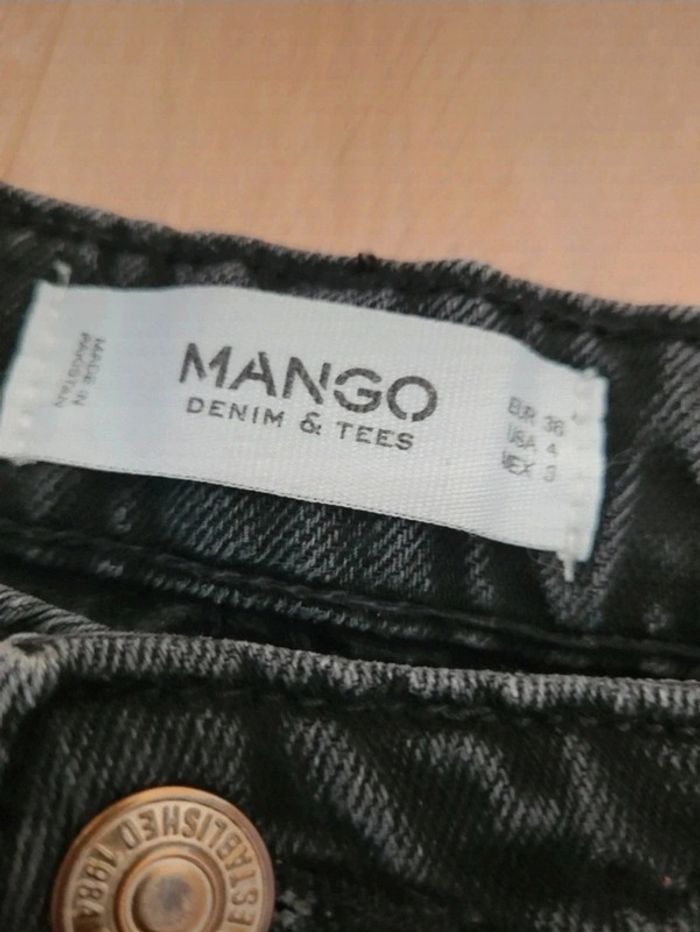 MADE IN
PAKISTAN
MANGO
DENIM & TEES
EUR 36
USA 4
MEX 3
ESTABLISHED 1984